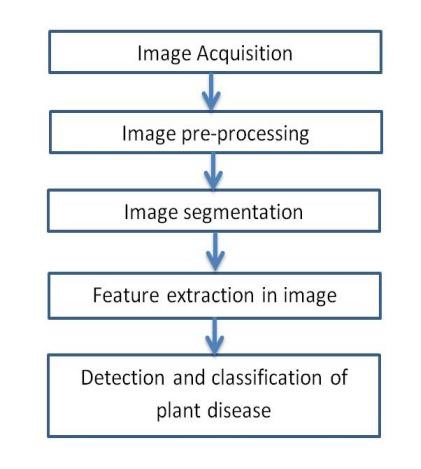 Image Acquisition
Image pre-processing
Image segmentation
Feature extraction in image
Detection and classification of
plant disease